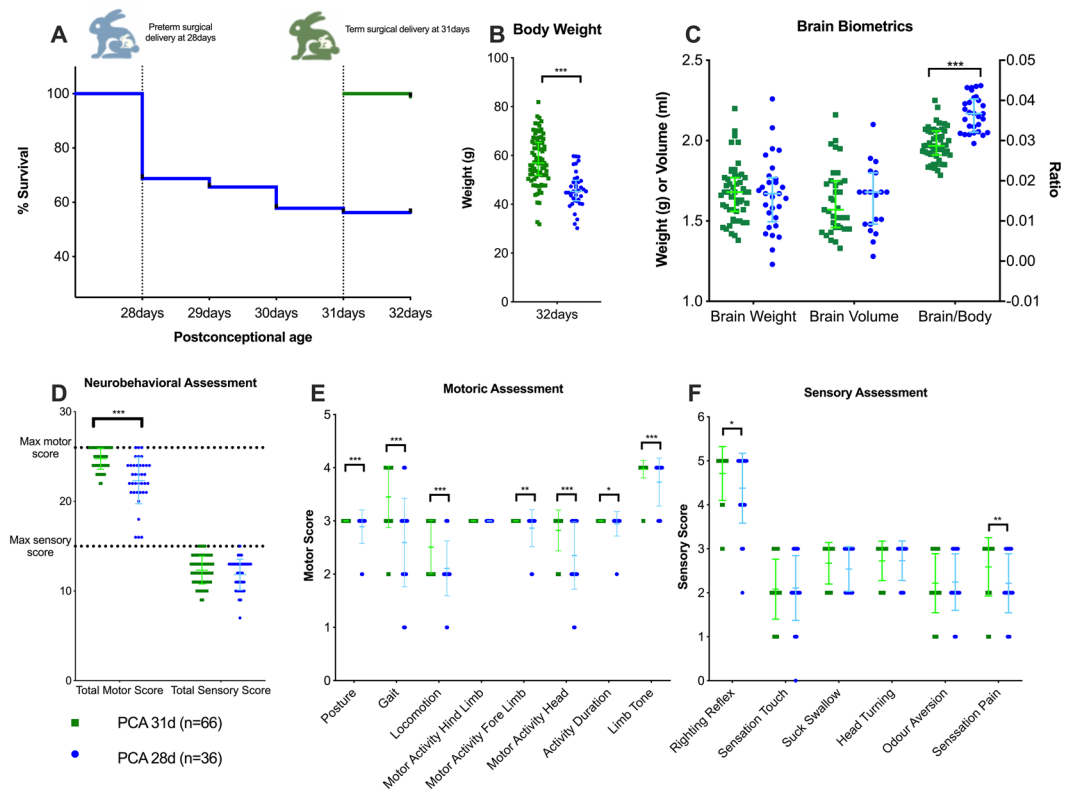 A
Preterm surgical
delivery at 28days
Term surgical delivery at 31days
% Survival
100
80
60
40
28days
29days
30days
31days
32days
Postconceptional age
B
Body Weight
***
Weight (g)
100
80
60
40
20
0
32days
C
Brain Biometrics
***
Weight (g) or Volume (ml)
2.5
2.0
1.5
1.0
0.05
0.04
0.03
0.02
0.01
0.00
-0.01
Ratio
Brain Weight
Brain Volume
Brain/Body
D
Neurobehavioral Assessment
***
30
Max motor
score
20
Max sensory
score
10
0
Total Motor Score
Total Sensory Score
PCA 31d (n=66)
PCA 28d (n=36)
E
Motoric Assessment
Motor Score
5
4
3
2
1
0
***
***
***
**
***
*
***
Posture
Gait
Locomotion
Motor Activity Hind Limb
Motor Activity Fore Limb
Motor Activity Head
Activity Duration
Limb Tone
F
Sensory Assessment
Sensory Score
6
5
4
3
2
1
0
*
**
Righting Reflex
Sensation Touch
Suck Swallow
Head Turning
Odour Aversion
Senssation Pain